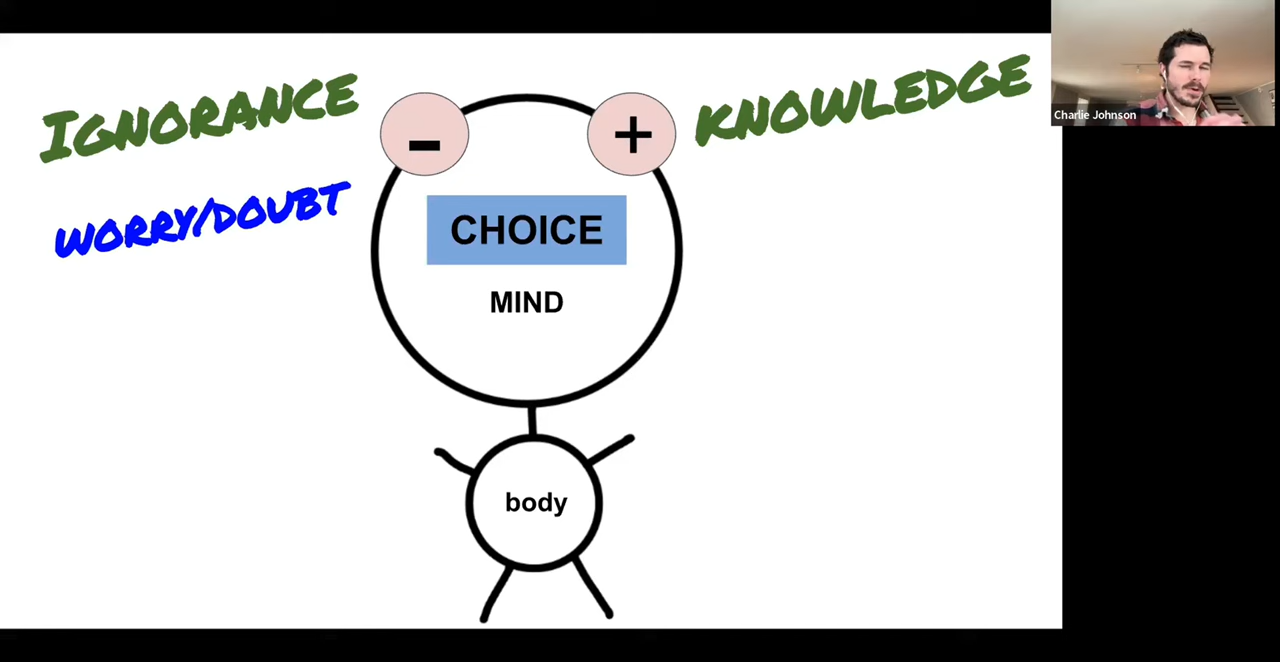 IGNORANCE
KNOWLEDGE
WORRY/DOUBT
-
+
CHOICE
MIND
body
Charlie Johnson